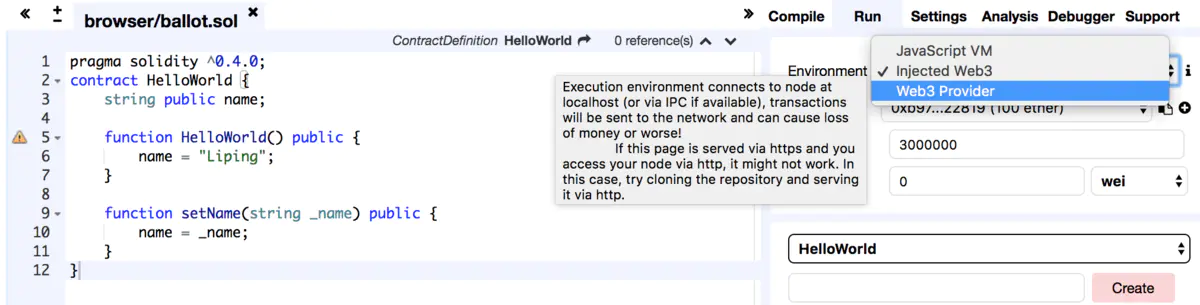 browser/ballot.sol
ContractDefinition HelloWorld 0 reference(s)
1 pragma solidity ^0.4.0;
2 contract HelloWorld {
3 string public name;
4
5 function HelloWorld() public {
6 name = "Liping";
7 }
8
9 function setName(string _name) public {
10 name = _name;
11 }
12 }
Execution environment connects to node at
localhost (or via IPC if available), transactions
will be sent to the network and can cause loss
of money or worse!
If this page is served via https and you
access your node via http, it might not work. In
this case, try cloning the repository and serving
it via http.
Compile Run Settings Analysis Debugger Support
Environment
JavaScript VM
✓ Injected Web3
Web3 Provider
0xb97...22819 (100 ether)
3000000
0 wei
HelloWorld
Create